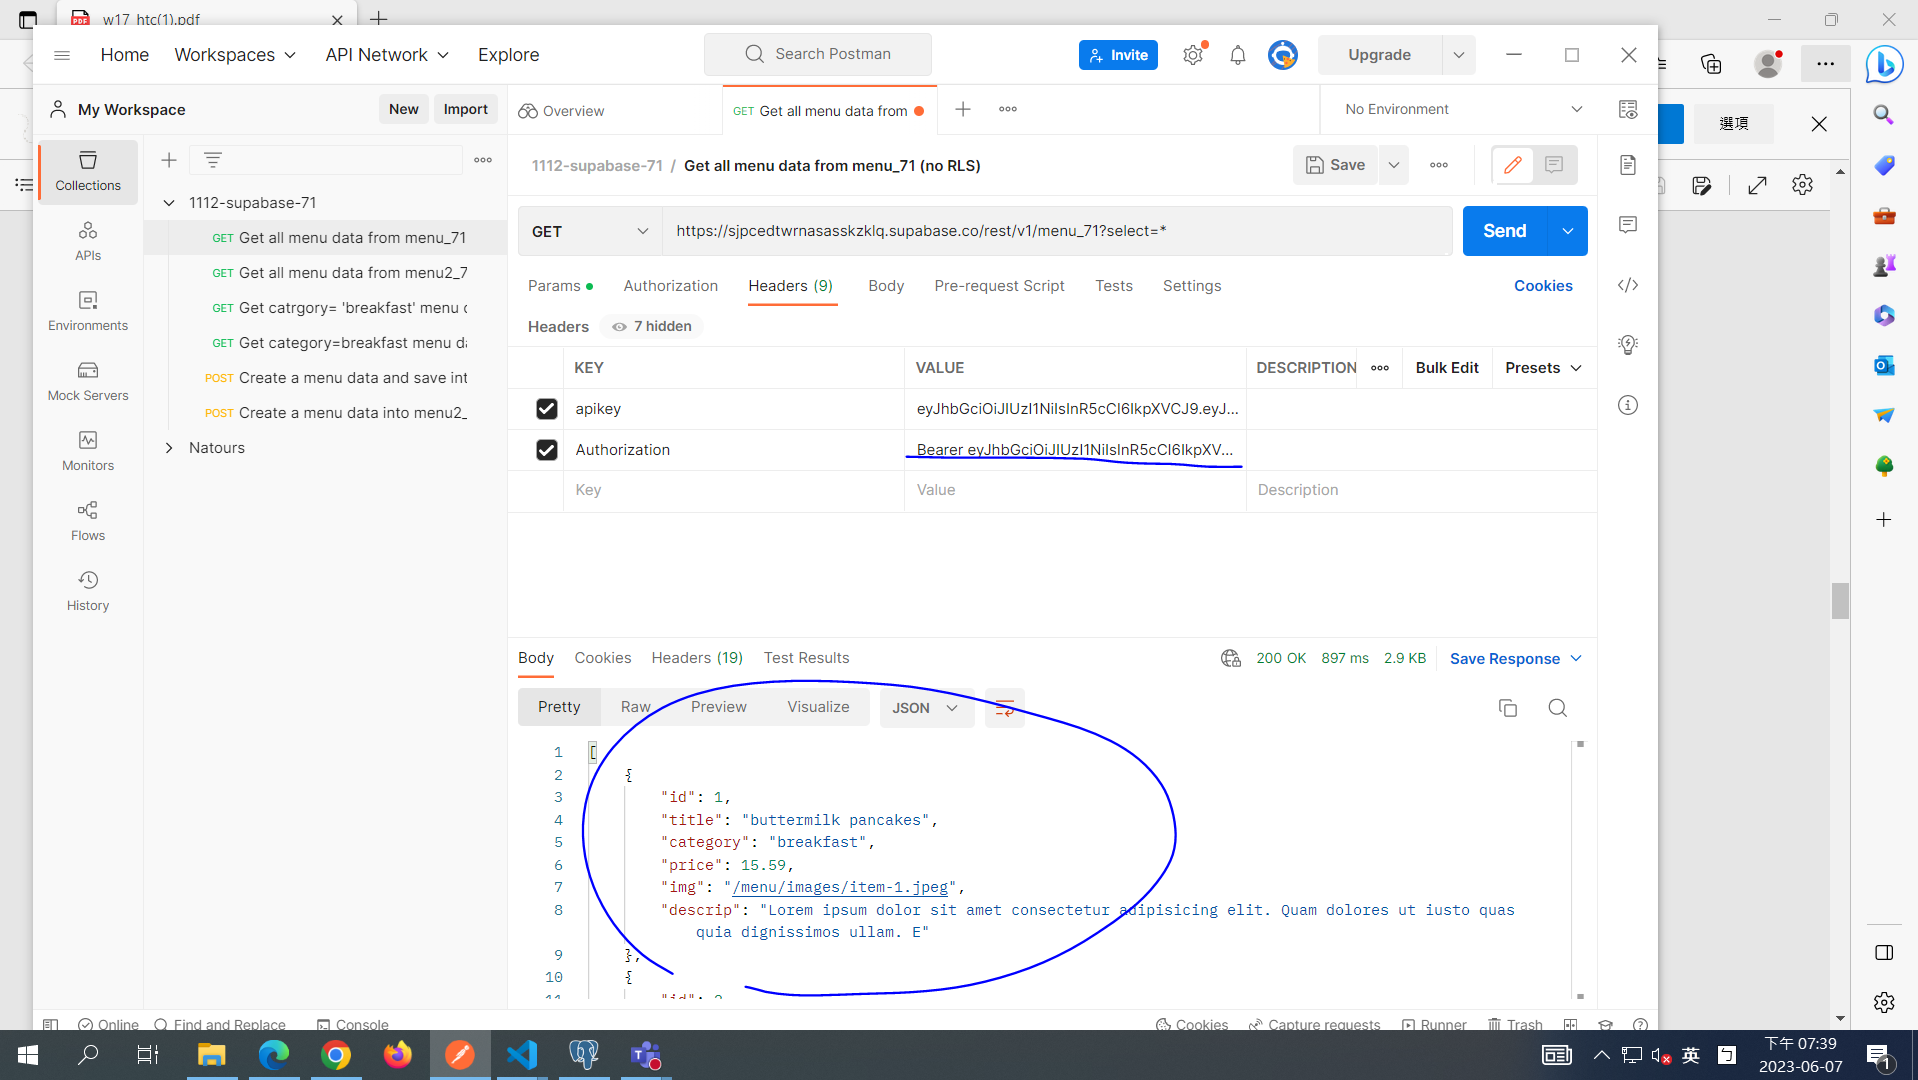 w17_htc(1).pdf
Home
Workspaces
API Network
Explore
Search Postman
Invite
Upgrade
My Workspace
New
Import
Overview
GET Get all menu data from
No Environment
選項
Collections
APIs
Environments
Mock Servers
Monitors
Flows
History
1112-supabase-71
GET Get all menu data from menu_71
GET Get all menu data from menu2_7
GET Get catrgory= 'breakfast' menu
GET Get category=breakfast menu da
POST Create a menu data and save int
POST Create a menu data into menu2_
Natours
1112-supabase-71 / Get all menu data from menu_71 (no RLS)
Save
GET
https://sjpcedtwrnasasskzklq.supabase.co/rest/v1/menu_71?select=*
Send
Params
Authorization
Headers (9)
Body
Pre-request Script
Tests
Settings
Cookies
Headers
7 hidden
KEY
VALUE
DESCRIPTION
Bulk Edit
Presets
apikey
eyJhbGciOiJIUzI1NiIsInR5cCI6IkpXVCJ9.eyJ...
Authorization
Bearer eyJhbGciOiJIUzI1NiIsInR5cCI6IkpXV...
Key
Value
Description
Body
Cookies
Headers (19)
Test Results
200 OK
897 ms
2.9 KB
Save Response
Pretty
Raw
Preview
Visualize
JSON
1 [
2 {
3 "id": 1,
4 "title": "buttermilk pancakes",
5 "category": "breakfast",
6 "price": 15.59,
7 "img": "/menu/images/item-1.jpeg",
8 "descrip": "Lorem ipsum dolor sit amet consectetur adipisicing elit. Quam dolores ut iusto quas
quia dignissimos ullam. E"
9 },
10 {
11 "id": 2
Online
Find and Replace
Console
Cookies
Capture requests
Runner
Trash
英
ㄅ
下午 07:39
2023-06-07
1